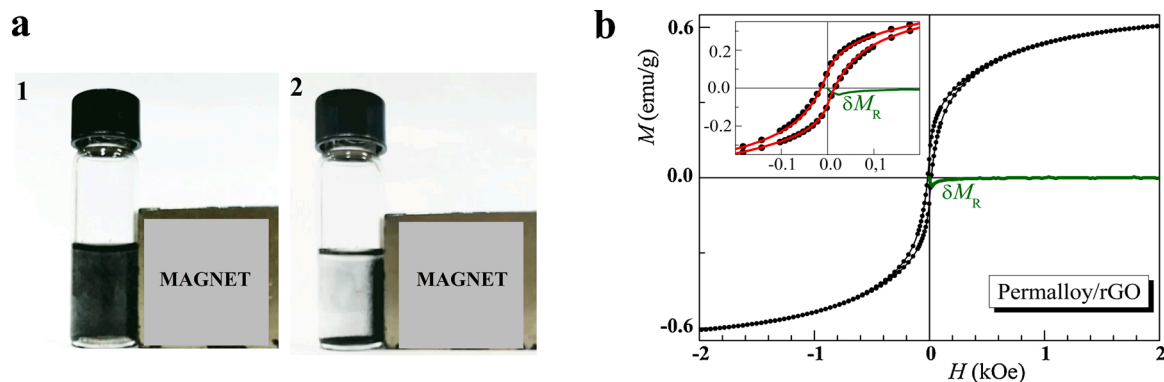 a
1
MAGNET
2
MAGNET
b
M (emu/g)
0.6
0.0
-0.6
-2
-1
0
1
2
H (kOe)
δM_R
Permalloy/rGO
0.2
0.0
-0.2
-0.1
0.0
0,1
δM_R